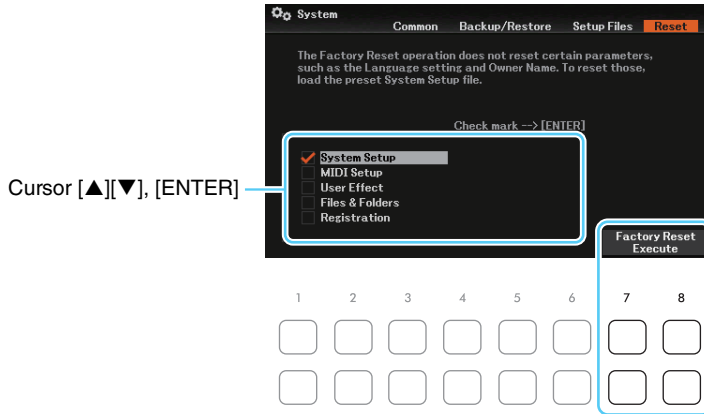 System
Common Backup/Restore Setup Files Reset
The Factory Reset operation does not reset certain parameters,
such as the Language setting and Owner Name. To reset those,
load the preset System Setup file.
Check mark --> [ENTER]
System Setup
MIDI Setup
User Effect
Files & Folders
Registration
Cursor [▲][▼], [ENTER]
Factory Reset
Execute
1 2 3 4 5 6 7 8